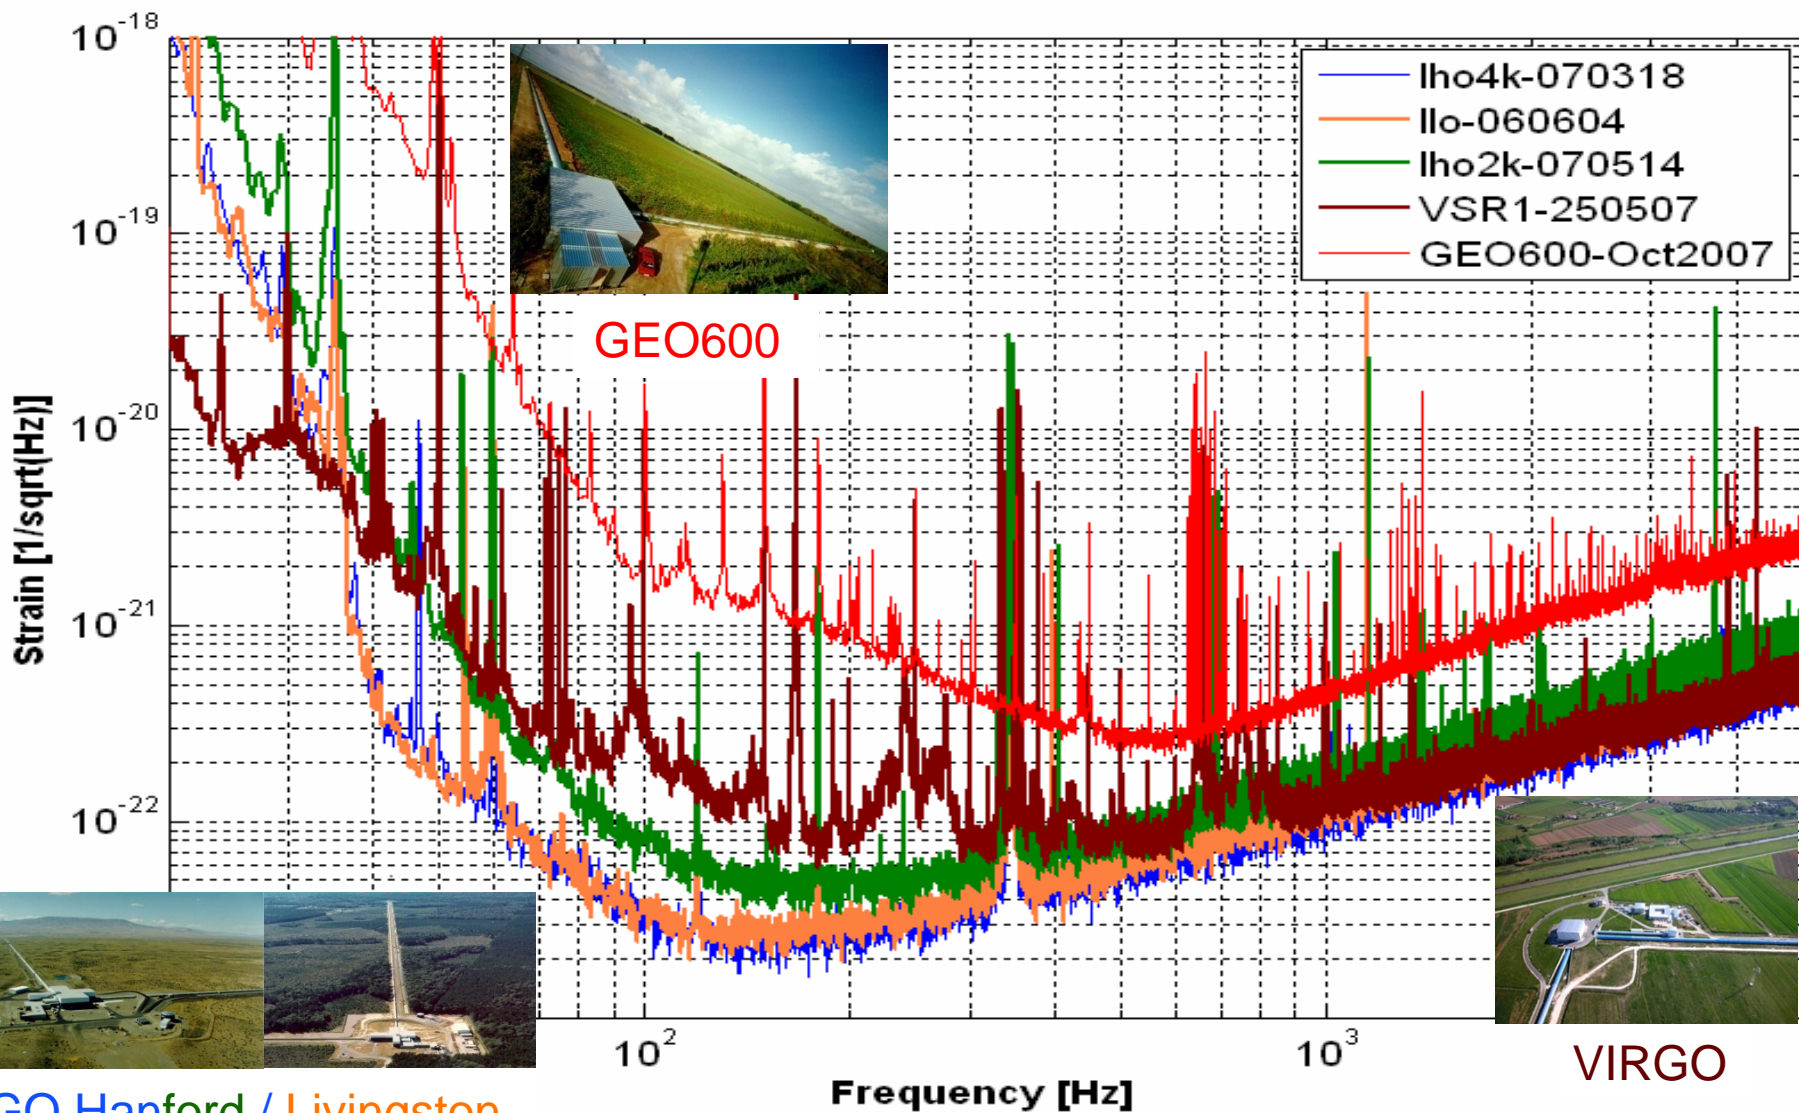 10^-18
10^-19
10^-20
10^-21
10^-22
Strain [1/sqrt(Hz)]
lho4k-070318
llo-060604
lho2k-070514
VSR1-250507
GEO600-Oct2007
GEO600
10^2
10^3
VIRGO
Frequency [Hz]
Hanford / Livingston